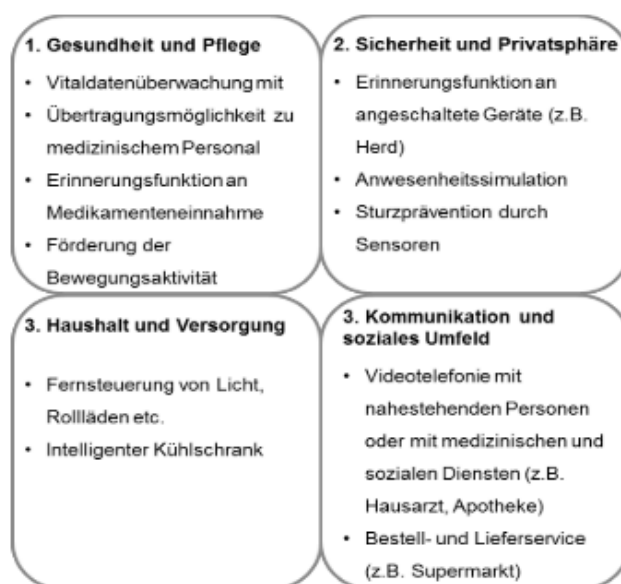 1. Gesundheit und Pflege
• Vitaldatenüberwachung mit
• Übertragungsmöglichkeit zu
medizinischem Personal
• Erinnerungsfunktion an
Medikamenteneinnahme
• Förderung der
Bewegungsaktivität
2. Sicherheit und Privatsphäre
• Erinnerungsfunktion an
angeschaltete Geräte (z.B.
Herd)
• Anwesenheitssimulation
• Sturzprävention durch
Sensoren
3. Haushalt und Versorgung
• Fernsteuerung von Licht,
Rollläden etc.
• Intelligenter Kühlschrank
3. Kommunikation und
soziales Umfeld
• Videotelefonie mit
nahestehenden Personen
oder mit medizinischen und
sozialen Diensten (z.B.
Hausarzt, Apotheke)
• Bestell- und Lieferservice
(z.B. Supermarkt)